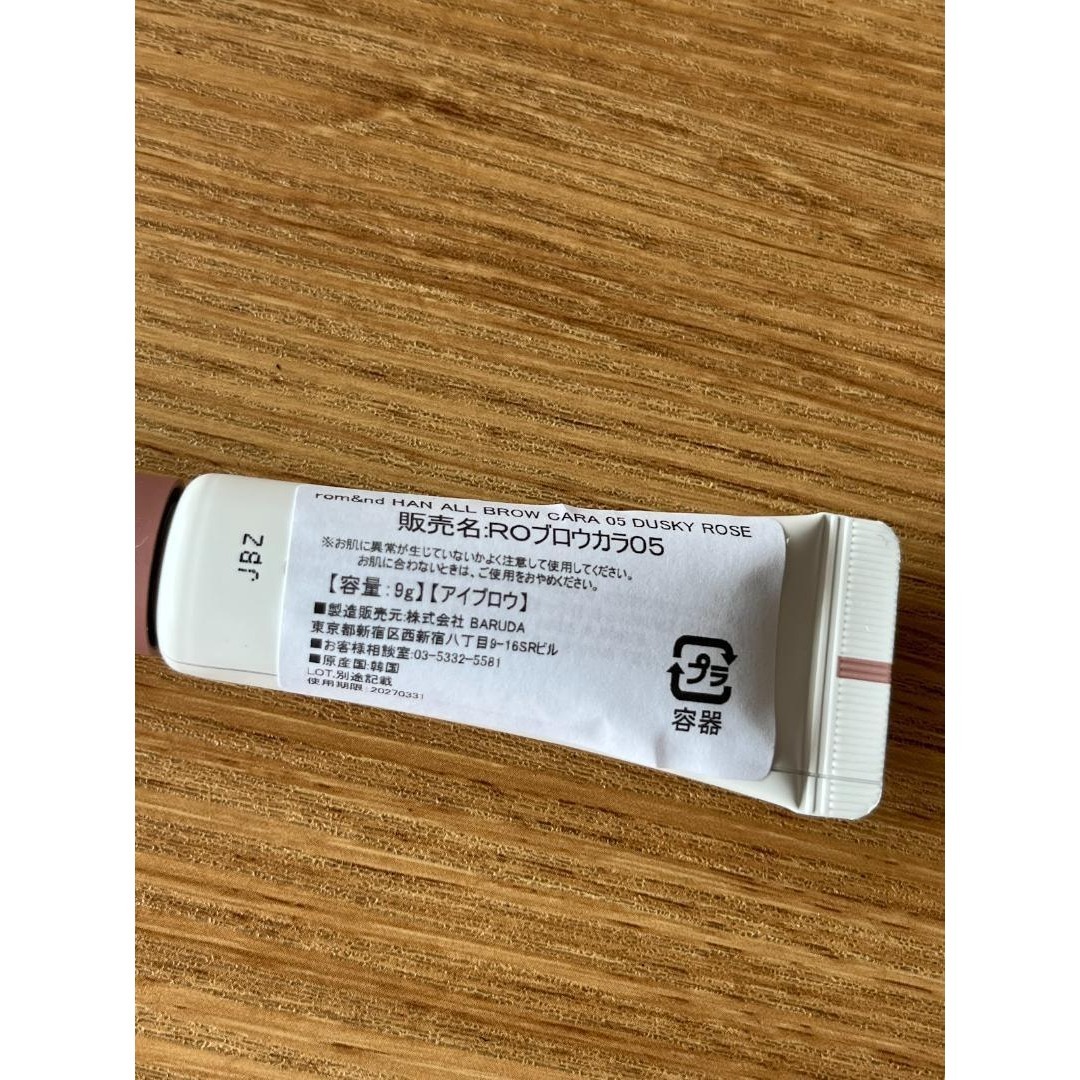 rom&nd HAN ALL BROW CARA 05 DUSKY ROSE
販売名:ROブロウカラ05
※お肌に異常が生じていないかよく注意して使用してください。
お肌に合わないときは、ご使用をおやめください。
【容量:9g】【アイブロウ】
■製造販売元:株式会社 BARUDA
東京都新宿区西新宿八丁目9-16SRビル
■お客様相談室:03-5332-5581
■原産国:韓国
LOT.別途記載
使用期限:20270331
プラ
容器